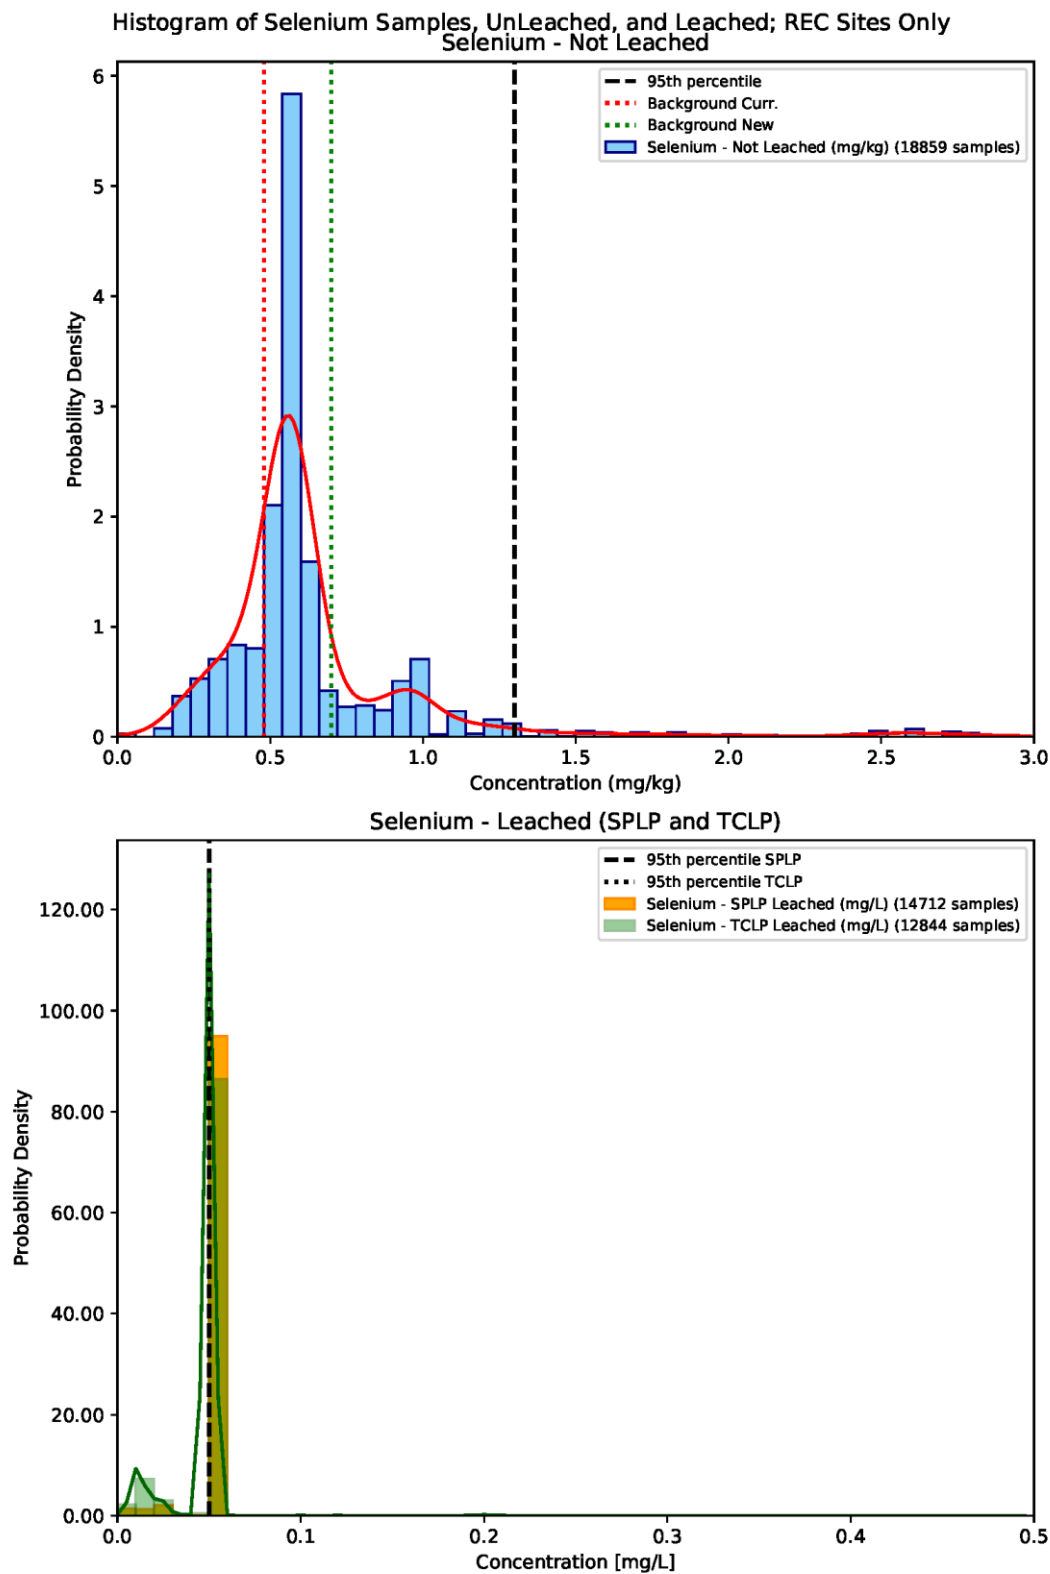 Histogram of Selenium Samples, UnLeached, and Leached; REC Sites Only
Selenium - Not Leached
95th percentile
Background Curr.
Background New
Selenium - Not Leached (mg/kg) (18859 samples)
6
5
4
3
2
1
0
Probability Density
0.0 0.5 1.0 1.5 2.0 2.5 3.0
Concentration (mg/kg)
Selenium - Leached (SPLP and TCLP)
95th percentile SPLP
95th percentile TCLP
Selenium - SPLP Leached (mg/L) (14712 samples)
Selenium - TCLP Leached (mg/L) (12844 samples)
120.00
100.00
80.00
60.00
40.00
20.00
0.00
Probability Density
0.0 0.1 0.2 0.3 0.4 0.5
Concentration [mg/L]